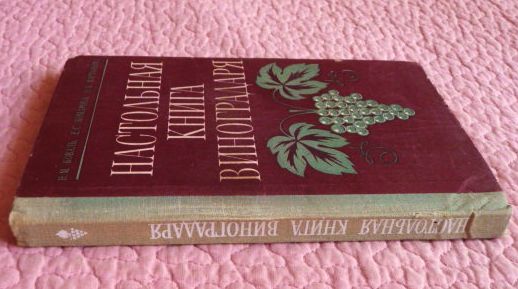 НАСТОЛЬНАЯ
КНИГА
ВИНОГРАДАРЯ
НАСТОЛЬНАЯ КНИГА ВИНОГРАДАРЯ